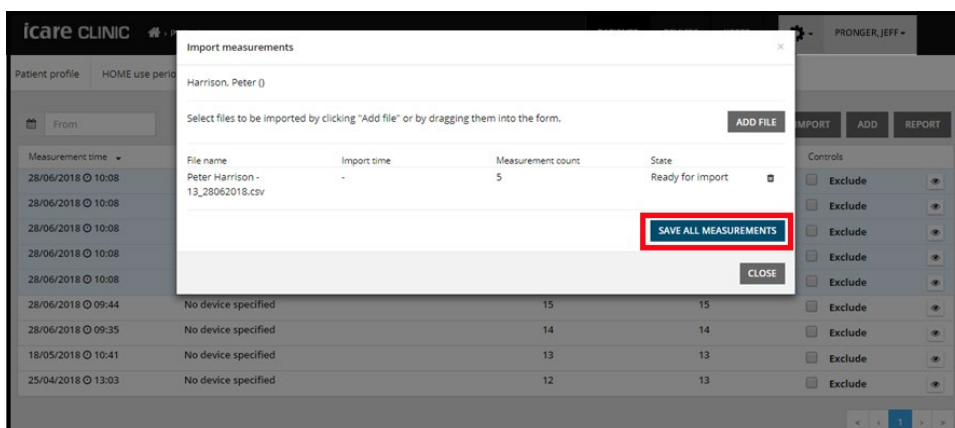 icare CLINIC
PRONGER, JEFF
Patient profile HOME use perio
From
IMPORT ADD REPORT
Import measurements ×
Harrison, Peter ()
Select files to be imported by clicking "Add file" or by dragging them into the form. ADD FILE
File name Import time Measurement count State
Peter Harrison - - 5 Ready for import
13_28062018.csv
SAVE ALL MEASUREMENTS
CLOSE
Measurement time Controls
28/06/2018 10:08 Exclude
28/06/2018 10:08 Exclude
28/06/2018 10:08 Exclude
28/06/2018 10:08 Exclude
28/06/2018 10:08 Exclude
28/06/2018 09:44 No device specified 15 15 Exclude
28/06/2018 09:35 No device specified 14 14 Exclude
18/05/2018 10:41 No device specified 13 13 Exclude
25/04/2018 13:03 No device specified 12 13 Exclude
« ‹ 1 › »